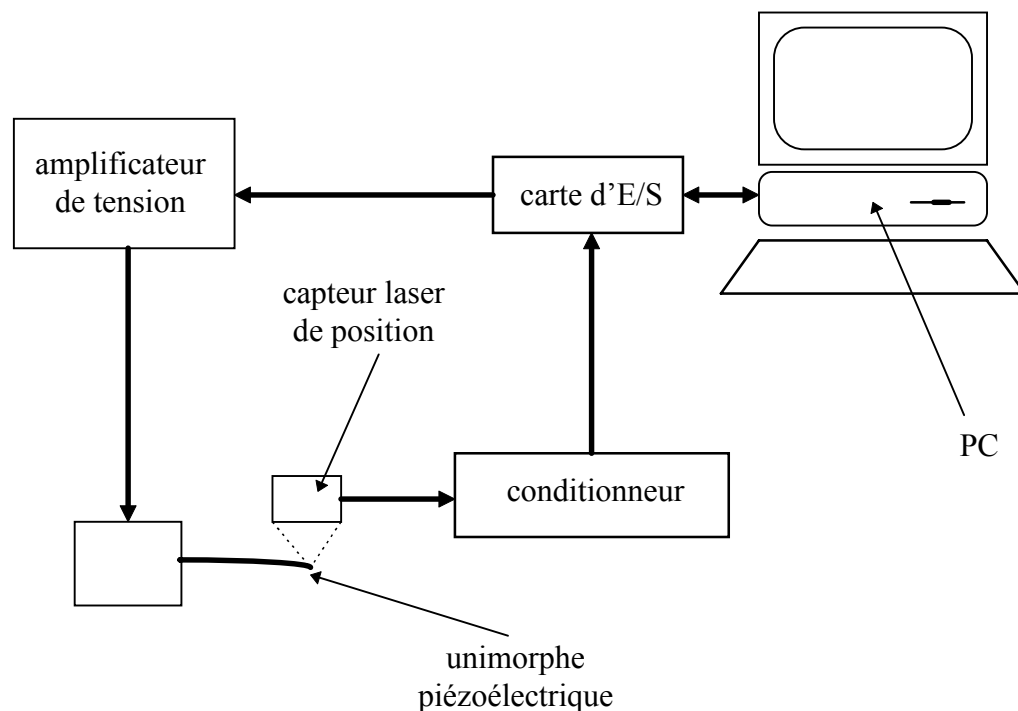 amplificateur
de tension
carte d’E/S
capteur laser
de position
PC
conditionneur
unimorphe
piézoélectrique